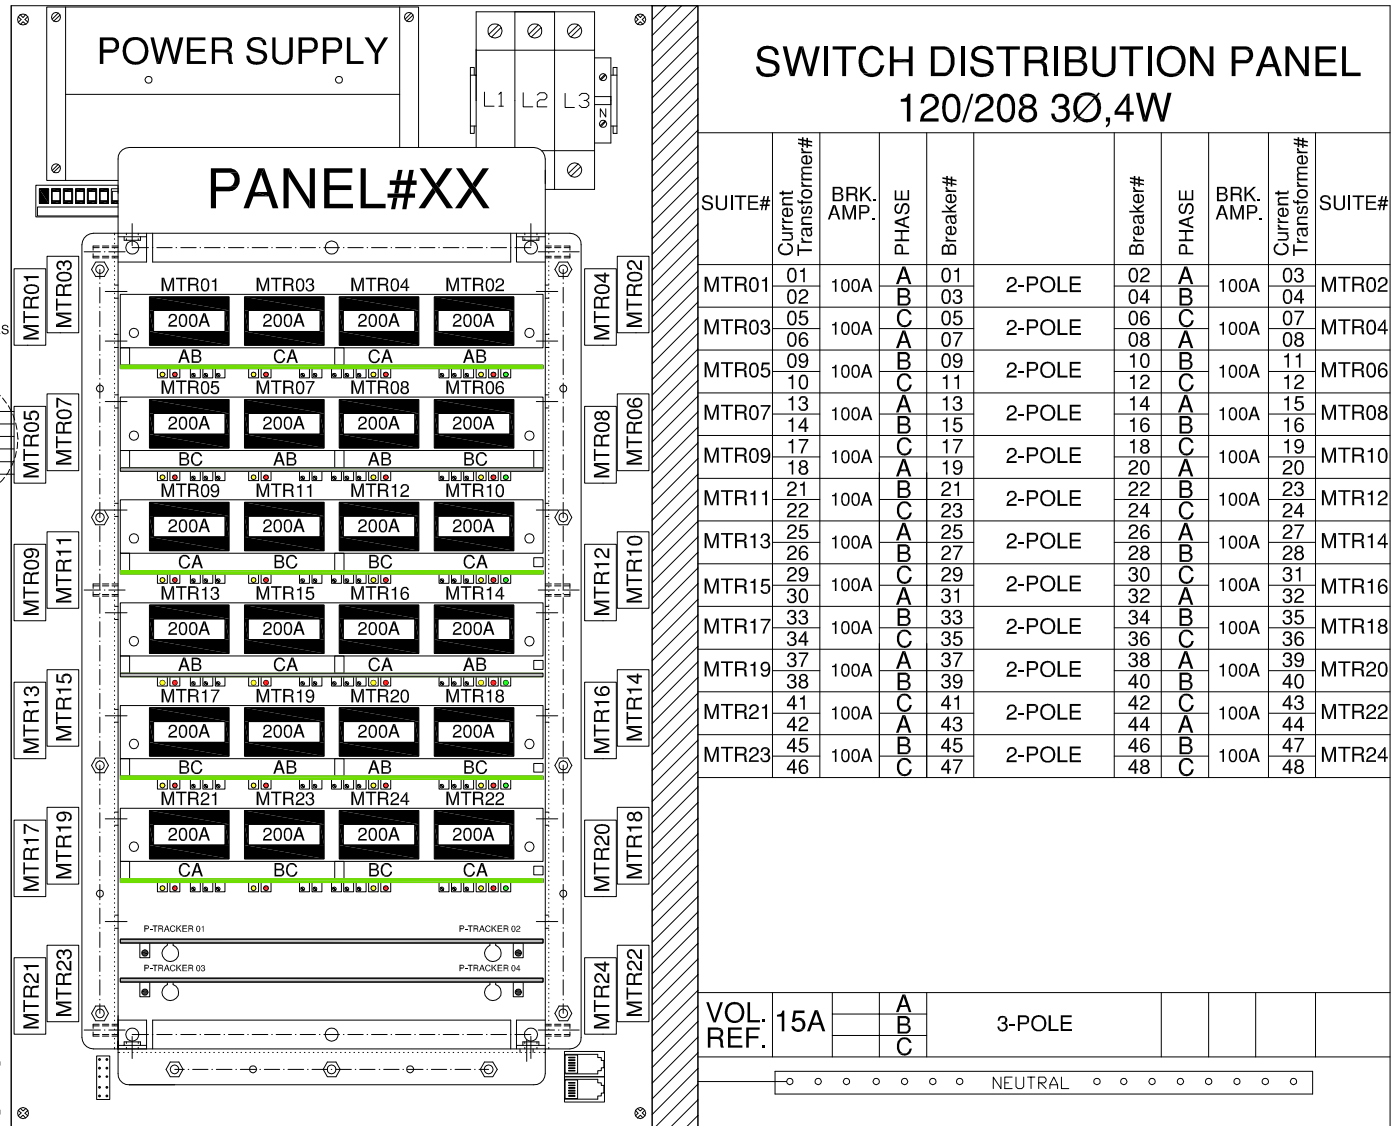 POWER SUPPLY
L1 L2 L3 N
PANEL#XX
MTR01 MTR03 MTR04 MTR02
MTR01 MTR03 MTR04 MTR02
200A 200A 200A 200A
AB CA CA AB
MTR05 MTR07 MTR08 MTR06
MTR05 MTR07 MTR08 MTR06
200A 200A 200A 200A
BC AB AB BC
MTR09 MTR11 MTR12 MTR10
MTR09 MTR11 MTR12 MTR10
200A 200A 200A 200A
CA BC BC CA
MTR13 MTR15 MTR16 MTR14
200A 200A 200A 200A
AB CA CA AB
MTR13 MTR15 MTR16 MTR14
MTR17 MTR19 MTR20 MTR18
200A 200A 200A 200A
BC AB AB BC
MTR21 MTR23 MTR24 MTR22
MTR17 MTR19 MTR20 MTR18
200A 200A 200A 200A
CA BC BC CA
P-TRACKER 01 P-TRACKER 02
P-TRACKER 03 P-TRACKER 04
MTR21 MTR23 MTR24 MTR22
SWITCH DISTRIBUTION PANEL
120/208 3Ø,4W
SUITE# Current Transformer# BRK. AMP. PHASE Breaker# Breaker# PHASE BRK. AMP. Current Transformer# SUITE#
MTR01 01 100A A 01 2-POLE 02 A 100A 03 MTR02
02 B 03 04 B 04
MTR03 05 100A C 05 2-POLE 06 C 100A 07 MTR04
06 A 07 08 A 08
MTR05 09 100A B 09 2-POLE 10 B 100A 11 MTR06
10 C 11 12 C 12
MTR07 13 100A A 13 2-POLE 14 A 100A 15 MTR08
14 B 15 16 B 16
MTR09 17 100A C 17 2-POLE 18 C 100A 19 MTR10
18 A 19 20 A 20
MTR11 21 100A B 21 2-POLE 22 B 100A 23 MTR12
22 C 23 24 C 24
MTR13 25 100A A 25 2-POLE 26 A 100A 27 MTR14
26 B 27 28 B 28
MTR15 29 100A C 29 2-POLE 30 C 100A 31 MTR16
30 A 31 32 A 32
MTR17 33 100A B 33 2-POLE 34 B 100A 35 MTR18
34 C 35 36 C 36
MTR19 37 100A A 37 2-POLE 38 A 100A 39 MTR20
38 B 39 40 B 40
MTR21 41 100A C 41 2-POLE 42 C 100A 43 MTR22
42 A 43 44 A 44
MTR23 45 100A B 45 2-POLE 46 B 100A 47 MTR24
46 C 47 48 C 48
VOL. REF. 15A A 3-POLE
B
C
NEUTRAL